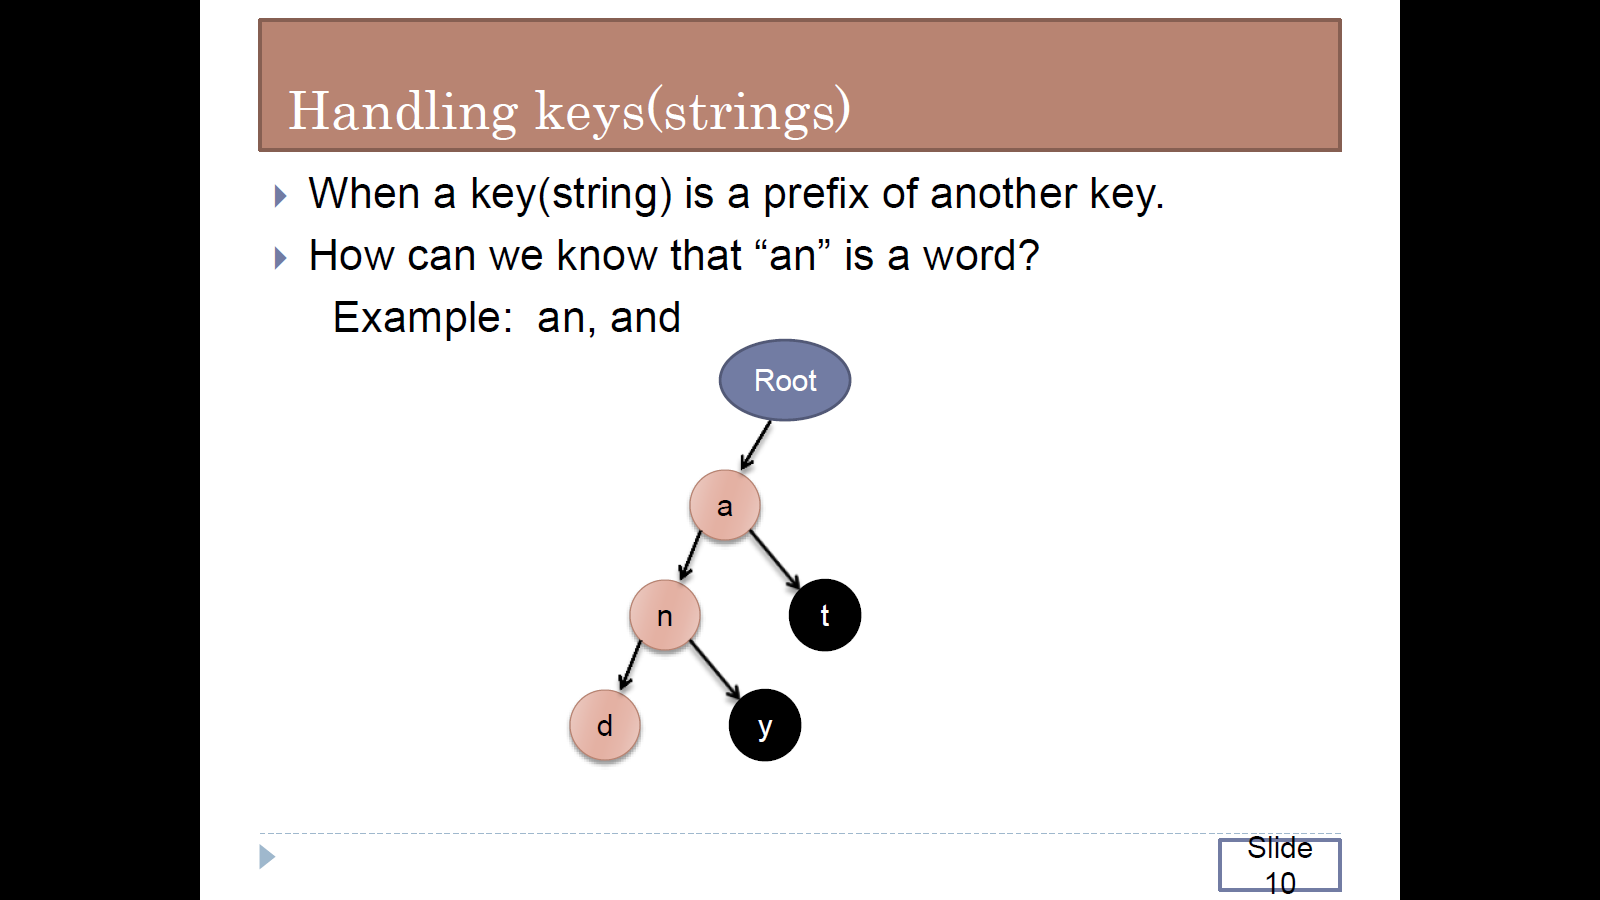 Handling keys(strings)
When a key(string) is a prefix of another key.
How can we know that “an” is a word?
Example: an, and
Root
a
n
t
d
y
Slide
10